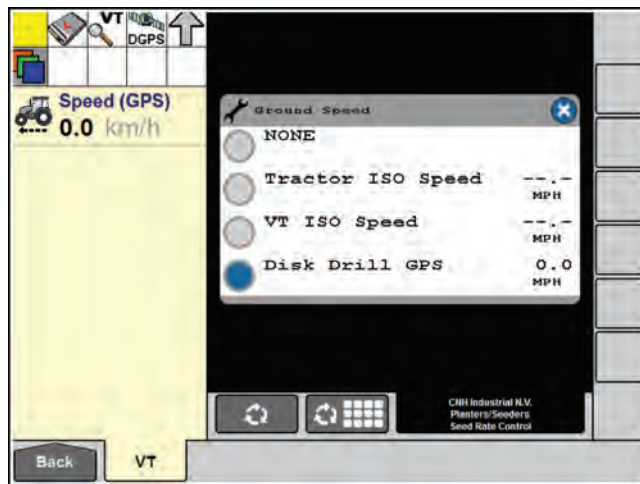 VT
DGPS
Speed (GPS)
0.0 km/h
Ground Speed
NONE
Tractor ISO Speed --.-
MPH
VT ISO Speed --.-
MPH
Disk Drill GPS 0.0
MPH
CNH Industrial N.V.
Planters/Seeders
Seed Rate Control
Back VT